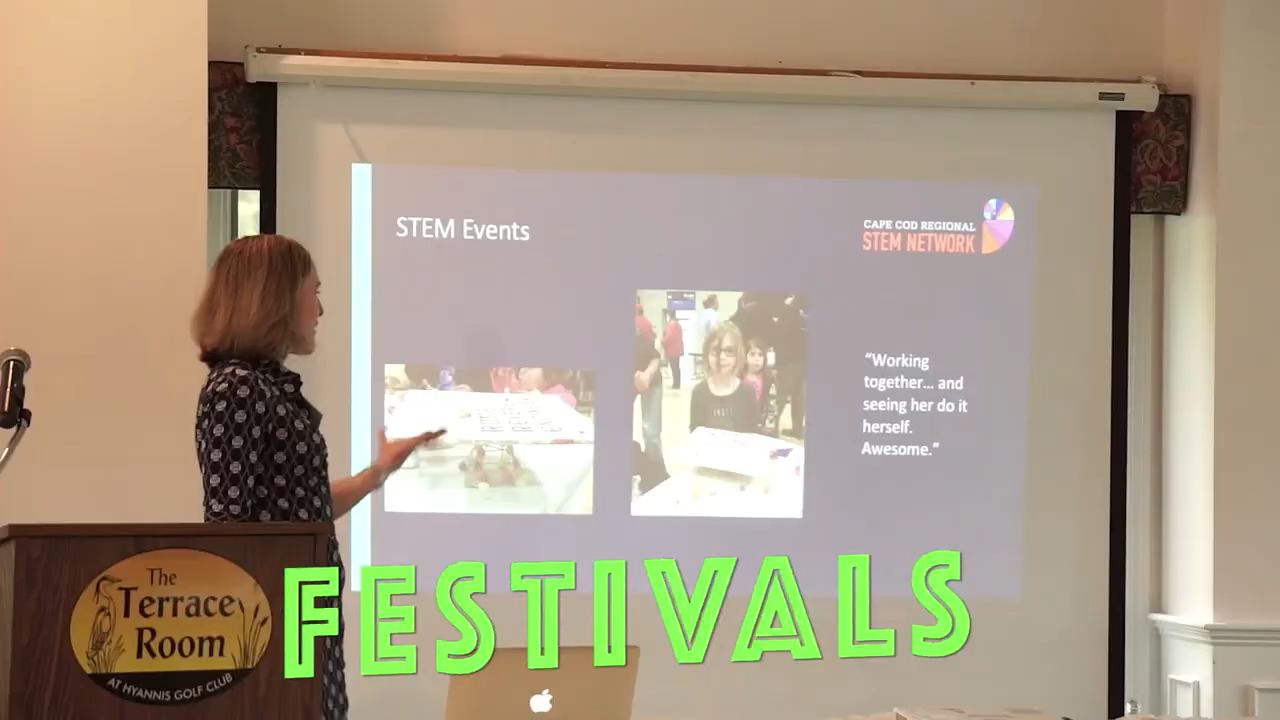 STEM Events
CAPE COD REGIONAL
STEM NETWORK
“Working
together... and
seeing her do it
herself.
Awesome.”
FESTIVALS
The
Terrace
Room
AT HYANNIS GOLF CLUB